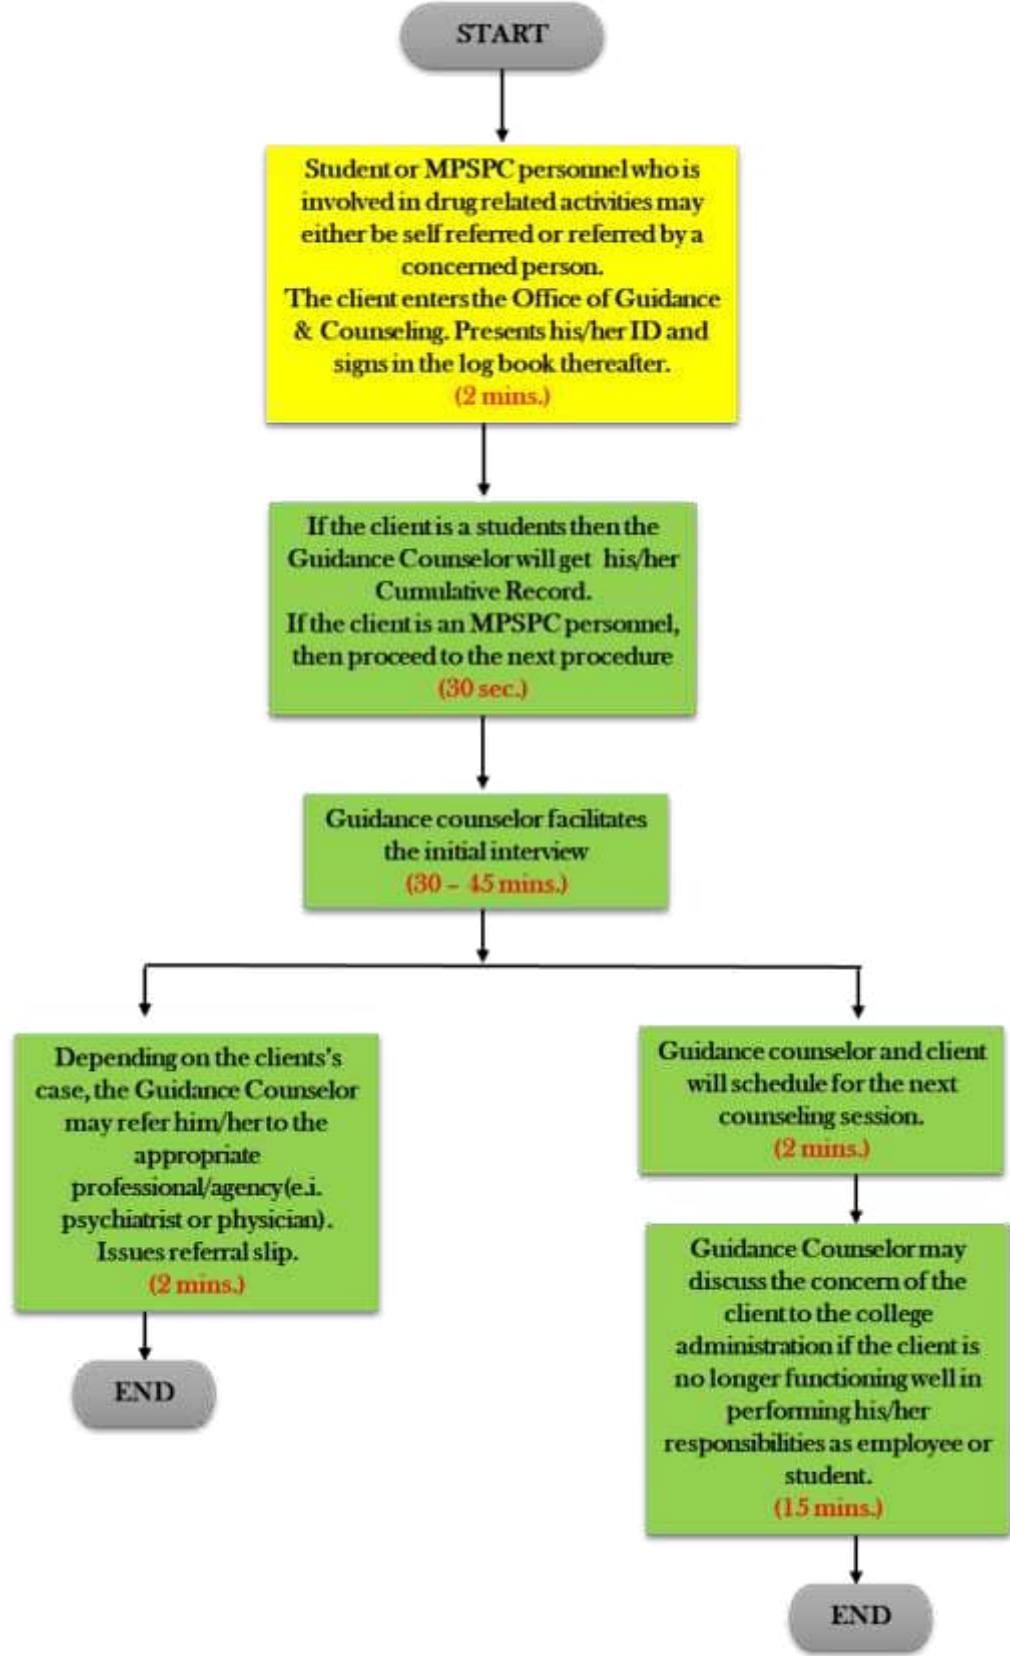 START
Student or MPSPC personnel who is
involved in drug related activities may
either be self referred or referred by a
concerned person.
The client enters the Office of Guidance
& Counseling. Presents his/her ID and
signs in the log book thereafter.
(2 mins.)
If the client is a students then the
Guidance Counselor will get his/her
Cumulative Record.
If the client is an MPSPC personnel,
then proceed to the next procedure
(30 sec.)
Guidance counselor facilitates
the initial interview
(30 – 45 mins.)
Depending on the clients's
case, the Guidance Counselor
may refer him/her to the
appropriate
professional/agency(e.i.
psychiatrist or physician).
Issues referral slip.
(2 mins.)
END
Guidance counselor and client
will schedule for the next
counseling session.
(2 mins.)
Guidance Counselor may
discuss the concern of the
client to the college
administration if the client is
no longer functioning well in
performing his/her
responsibilities as employee or
student.
(15 mins.)
END